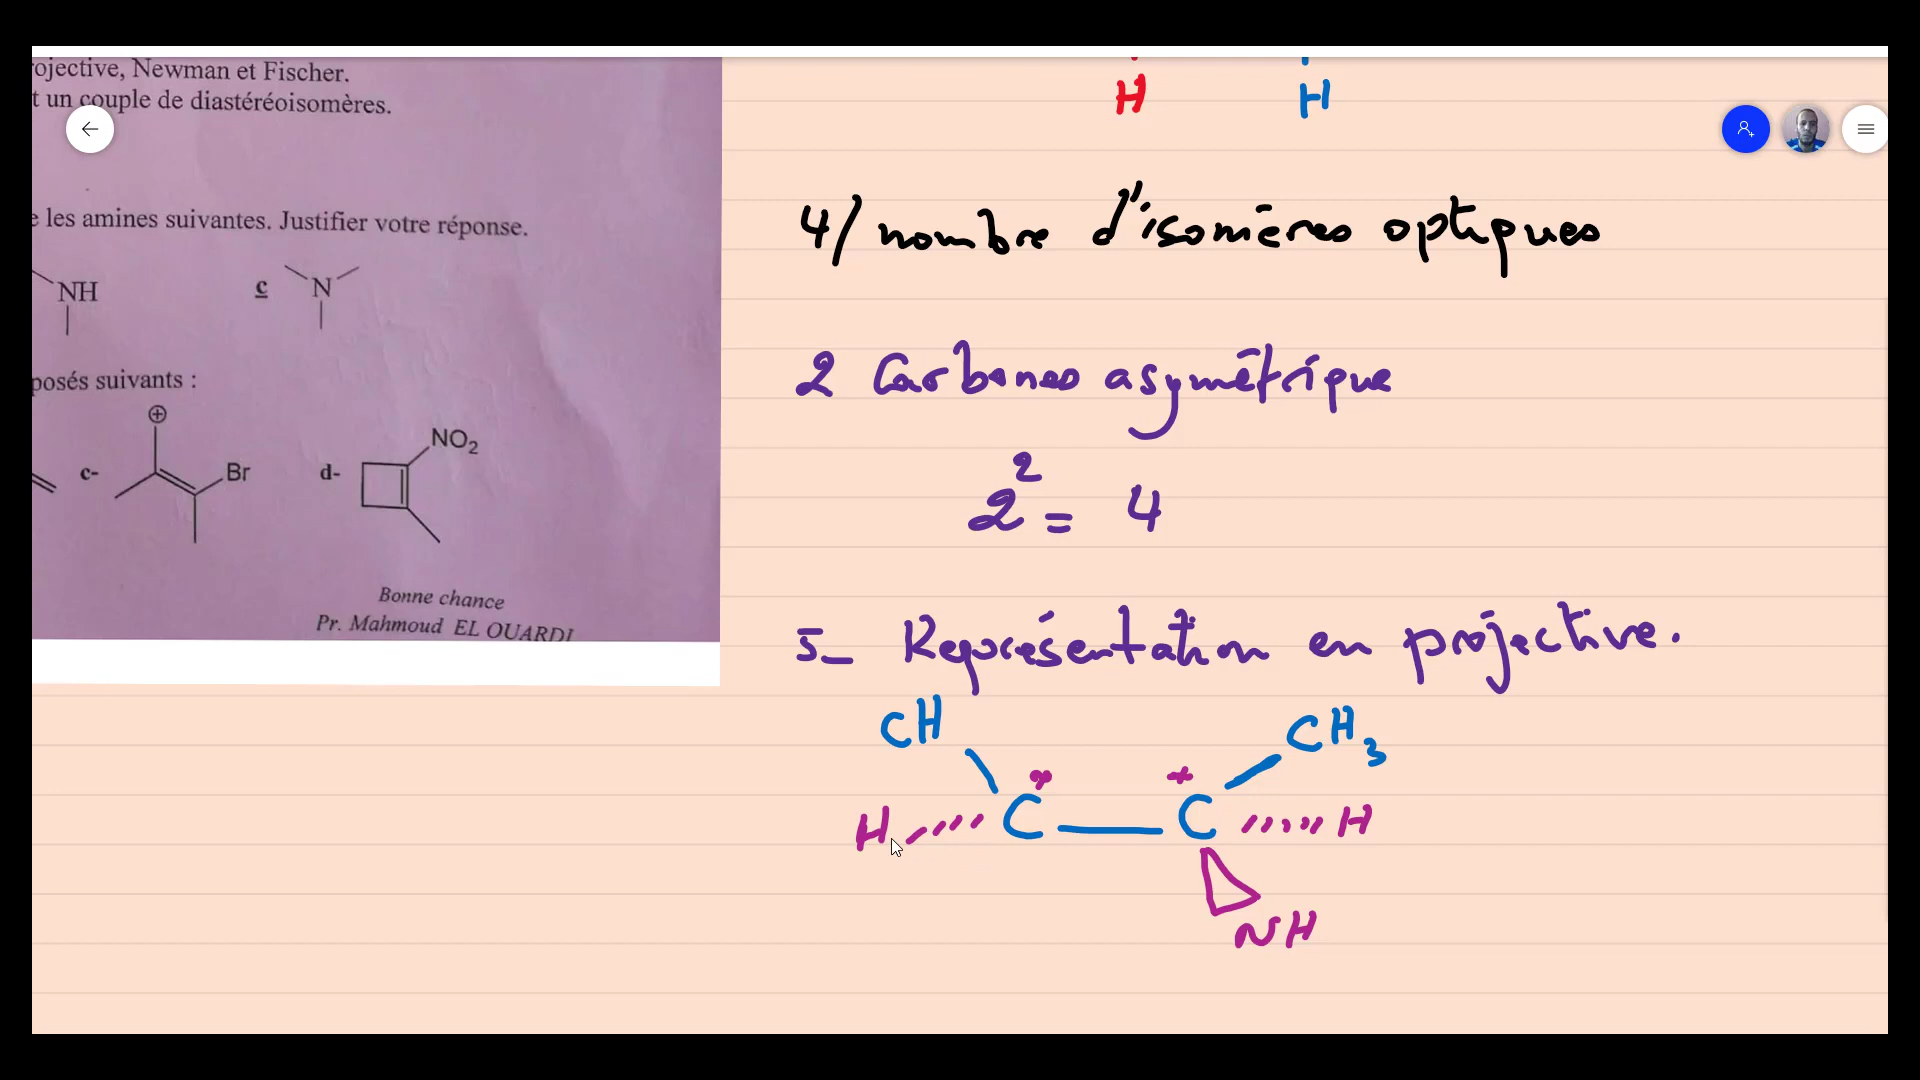 ojective, Newman et Fischer.
t un couple de diastéréoisomères.
e les amines suivantes. Justifier votre réponse.
NH
c
N
posés suivants :
⊕
c-
Br
d-
NO2
Bonne chance
Pr. Mahmoud EL OUARDI
H H
4/ nombre d'isomères optiques
2 Carbones asymétrique
2² = 4
5_ Représentation en projective.
CH CH3
* *
H C C H
NH